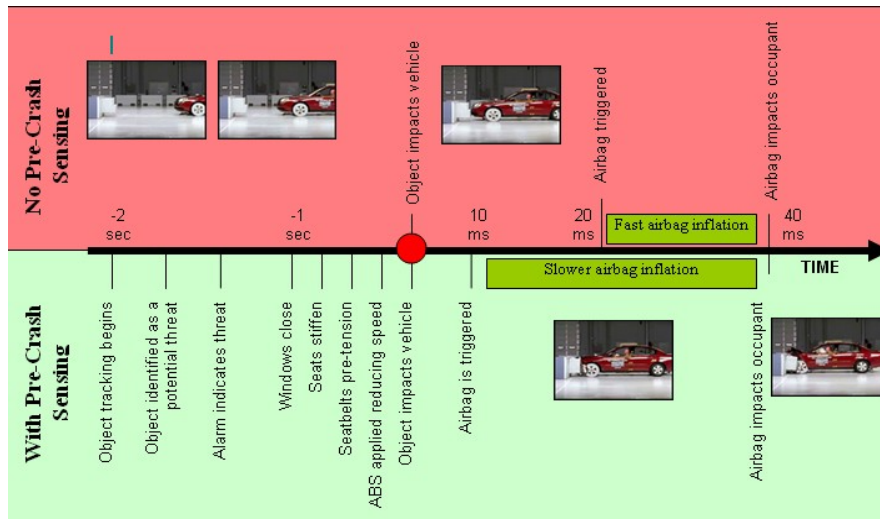 No Pre-Crash
Sensing
Object impacts vehicle
Airbag triggered
Airbag impacts occupant
-2
sec
-1
sec
10
ms
20
ms
40
ms
Fast airbag inflation
Slower airbag inflation
TIME
With Pre-Crash
Sensing
Object tracking begins
Object identified as a
potential threat
Alarm indicates threat
Windows close
Seats stiffen
Seatbelts pre-tension
ABS applied reducing speed
Object impacts vehicle
Airbag is triggered
Airbag impacts occupant